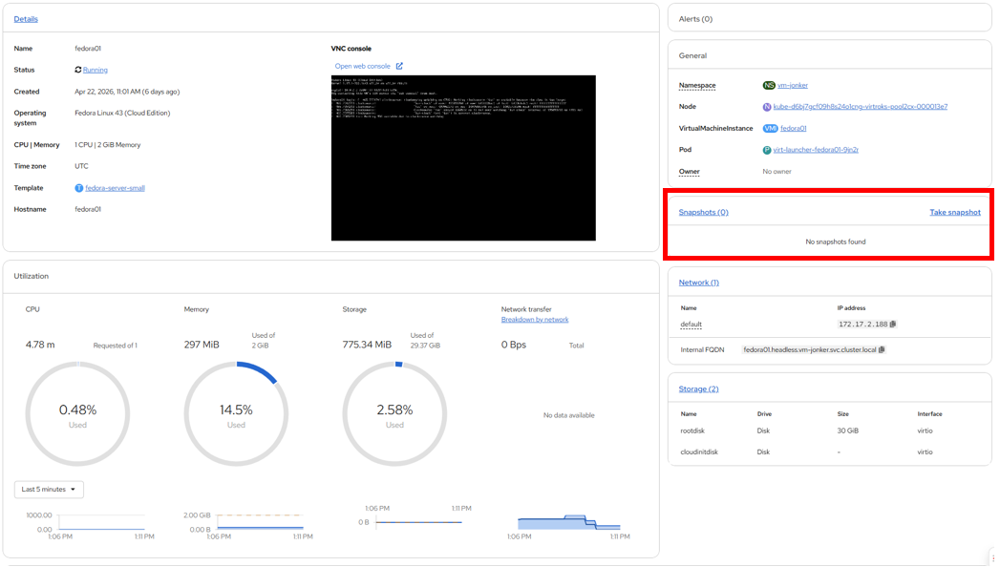 Details
Name fedora01
Status Running
Created Apr 22, 2026, 11:01 AM (6 days ago)
Operating system Fedora Linux 43 (Cloud Edition)
CPU | Memory 1 CPU | 2 GiB Memory
Time zone UTC
Template T fedora-server-small
Hostname fedora01
VNC console
Open web console
Utilization
CPU
4.78 m Requested of 1
0.48%
Used
Memory
297 MiB Used of 2 GiB
14.5%
Used
Storage
775.34 MiB Used of 29.37 GiB
2.58%
Used
Network transfer
Breakdown by network
0 Bps Total
No data available
Last 5 minutes
1000.00
0.00
1:06 PM 1:11 PM
2.00 GiB
0.00 B
1:06 PM 1:11 PM
1:06 PM 1:11 PM
0 B
1:06 PM 1:11 PM
Alerts (0)
General
Namespace NS vm-jonker
Node N kube-d6bj7gcf09h8s24o1cng-virtroks-pool2cx-000013e7
VirtualMachineInstance VMI fedora01
Pod P virt-launcher-fedora01-9jn2r
Owner No owner
Snapshots (0) Take snapshot
No snapshots found
Network (1)
Name IP address
default 172.17.2.188
Internal FQDN fedora01.headless.vm-jonker.svc.cluster.local
Storage (2)
Name Drive Size Interface
rootdisk Disk 30 GiB virtio
cloudinitdisk Disk - virtio